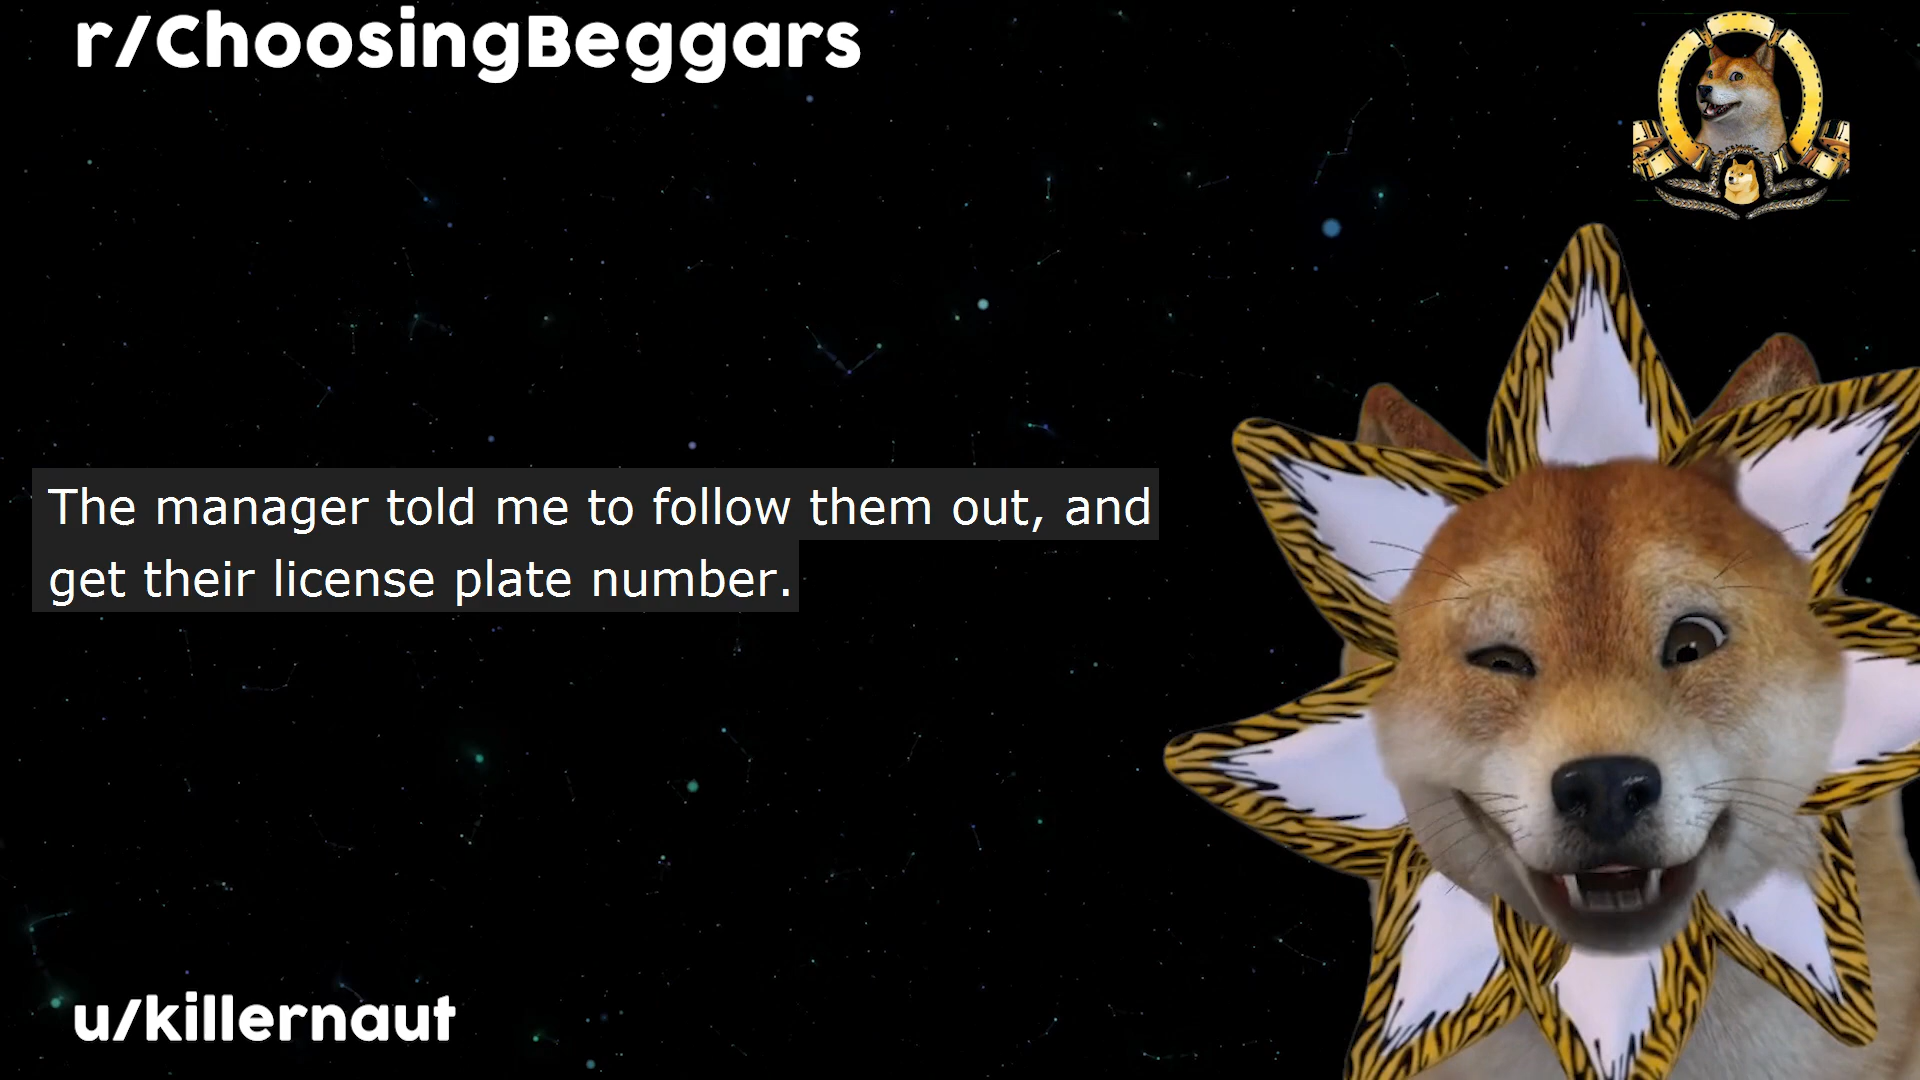 r/ChoosingBeggars
The manager told me to follow them out, and
get their license plate number.
u/killernaut